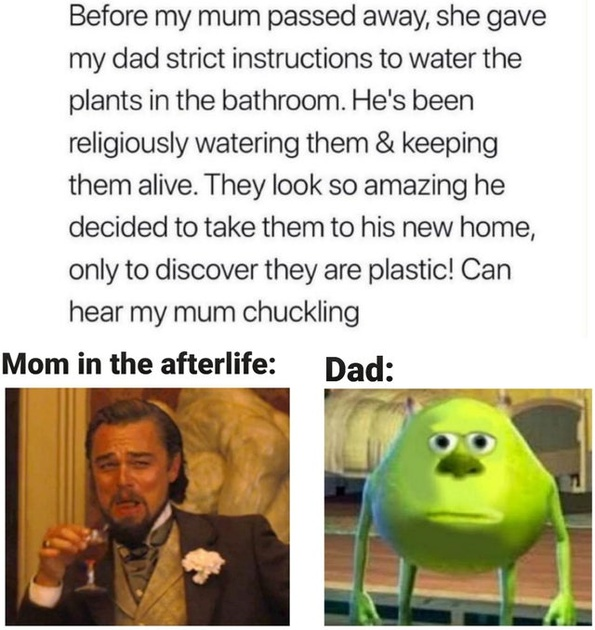 Before my mum passed away, she gave
my dad strict instructions to water the
plants in the bathroom. He's been
religiously watering them & keeping
them alive. They look so amazing he
decided to take them to his new home,
only to discover they are plastic! Can
hear my mum chuckling
Mom in the afterlife:
Dad: